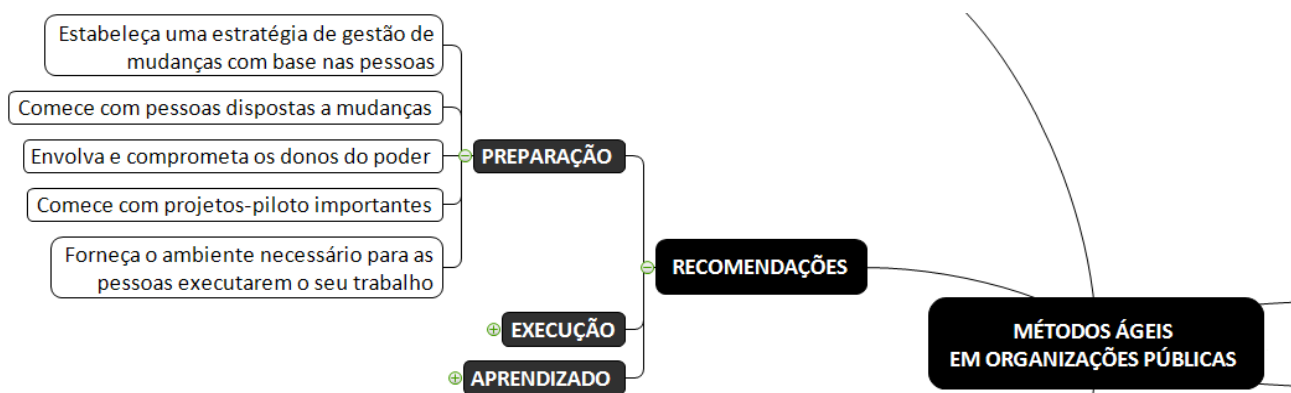 Estabeleça uma estratégia de gestão de
mudanças com base nas pessoas
Comece com pessoas dispostas a mudanças
Envolva e comprometa os donos do poder
Comece com projetos-piloto importantes
Forneça o ambiente necessário para as
pessoas executarem o seu trabalho
PREPARAÇÃO
EXECUÇÃO
APRENDIZADO
RECOMENDAÇÕES
MÉTODOS ÁGEIS
EM ORGANIZAÇÕES PÚBLICAS